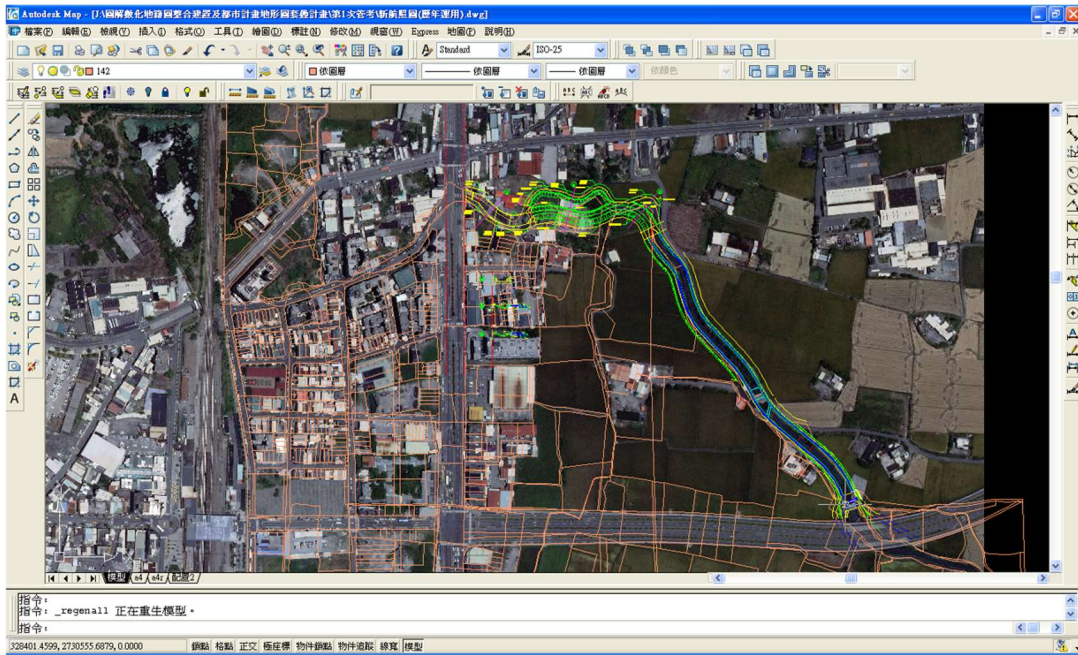 Autodesk Map - [J:\圖解數化地籍圖整合建置及都市計畫地形圖套疊計畫\第1次管考\航照圖(歷年運用).dwg]
檔案(F) 編輯(E) 檢視(V) 插入(I) 格式(O) 工具(T) 繪圖(D) 標註(N) 修改(M) 視窗(W) Express 地圖(P) 說明(H)
Standard ISO-25
142 依圖層 依圖層 依圖層 依顏色
A
模型 a4 a4r 配置2
指令:
指令: _regenall 正在重生模型。
指令:
328401.4599, 2730555.6879, 0.0000 鎖點 格點 正交 極座標 物件鎖點 物件追蹤 線寬 模型